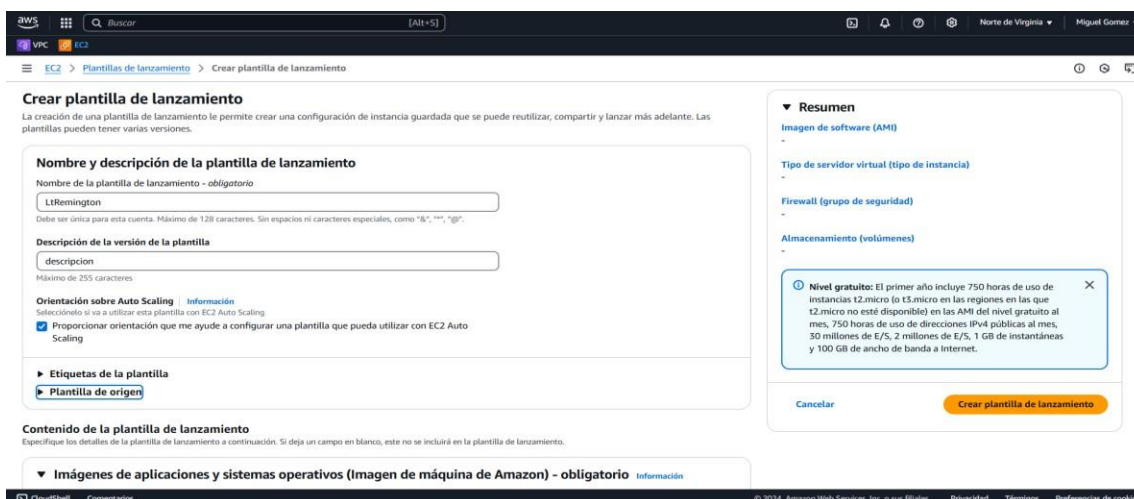 aws
Buscar
[Alt+S]
Norte de Virginia
Miguel Gomez
VPC
EC2
EC2 > Plantillas de lanzamiento > Crear plantilla de lanzamiento
Crear plantilla de lanzamiento
La creación de una plantilla de lanzamiento le permite crear una configuración de instancia guardada que se puede reutilizar, compartir y lanzar más adelante. Las
plantillas pueden tener varias versiones.
Nombre y descripción de la plantilla de lanzamiento
Nombre de la plantilla de lanzamiento - obligatorio
LtRemington
Debe ser única para esta cuenta. Máximo de 128 caracteres. Sin espacios ni caracteres especiales, como "&", "*", "@".
Descripción de la versión de la plantilla
descripcion
Máximo de 255 caracteres
Orientación sobre Auto Scaling | Información
Selecciónelo si va a utilizar esta plantilla con EC2 Auto Scaling
Proporcionar orientación que me ayude a configurar una plantilla que pueda utilizar con EC2 Auto
Scaling
Etiquetas de la plantilla
Plantilla de origen
Contenido de la plantilla de lanzamiento
Especifique los detalles de la plantilla de lanzamiento a continuación. Si deja un campo en blanco, este no se incluirá en la plantilla de lanzamiento.
Imágenes de aplicaciones y sistemas operativos (Imagen de máquina de Amazon) - obligatorio Información
Resumen
Imagen de software (AMI)
-
Tipo de servidor virtual (tipo de instancia)
-
Firewall (grupo de seguridad)
-
Almacenamiento (volúmenes)
-
Nivel gratuito: El primer año incluye 750 horas de uso de
instancias t2.micro (o t3.micro en las regiones en las que
t2.micro no esté disponible) en las AMI del nivel gratuito al
mes, 750 horas de uso de direcciones IPv4 públicas al mes,
30 millones de E/S, 2 millones de E/S, 1 GB de instantáneas
y 100 GB de ancho de banda a Internet.
Cancelar
Crear plantilla de lanzamiento
CloudShell
Comentarios
© 2024, Amazon Web Services, Inc. o sus filiales.
Privacidad
Términos
Preferencias de cookies